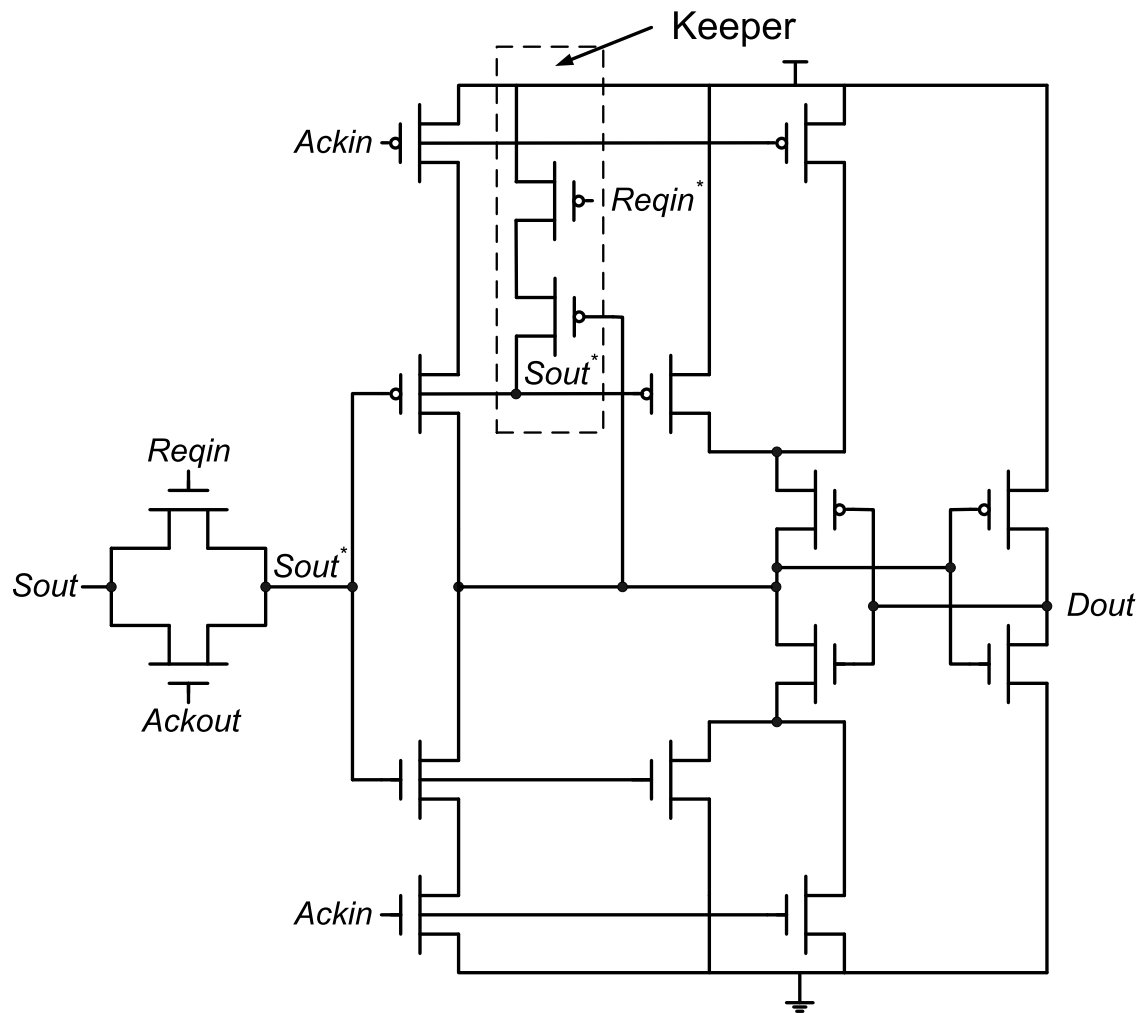 Keeper
Ackin
Reqin*
Sout*
Reqin
Sout*
Sout
Dout
Ackout
Ackin